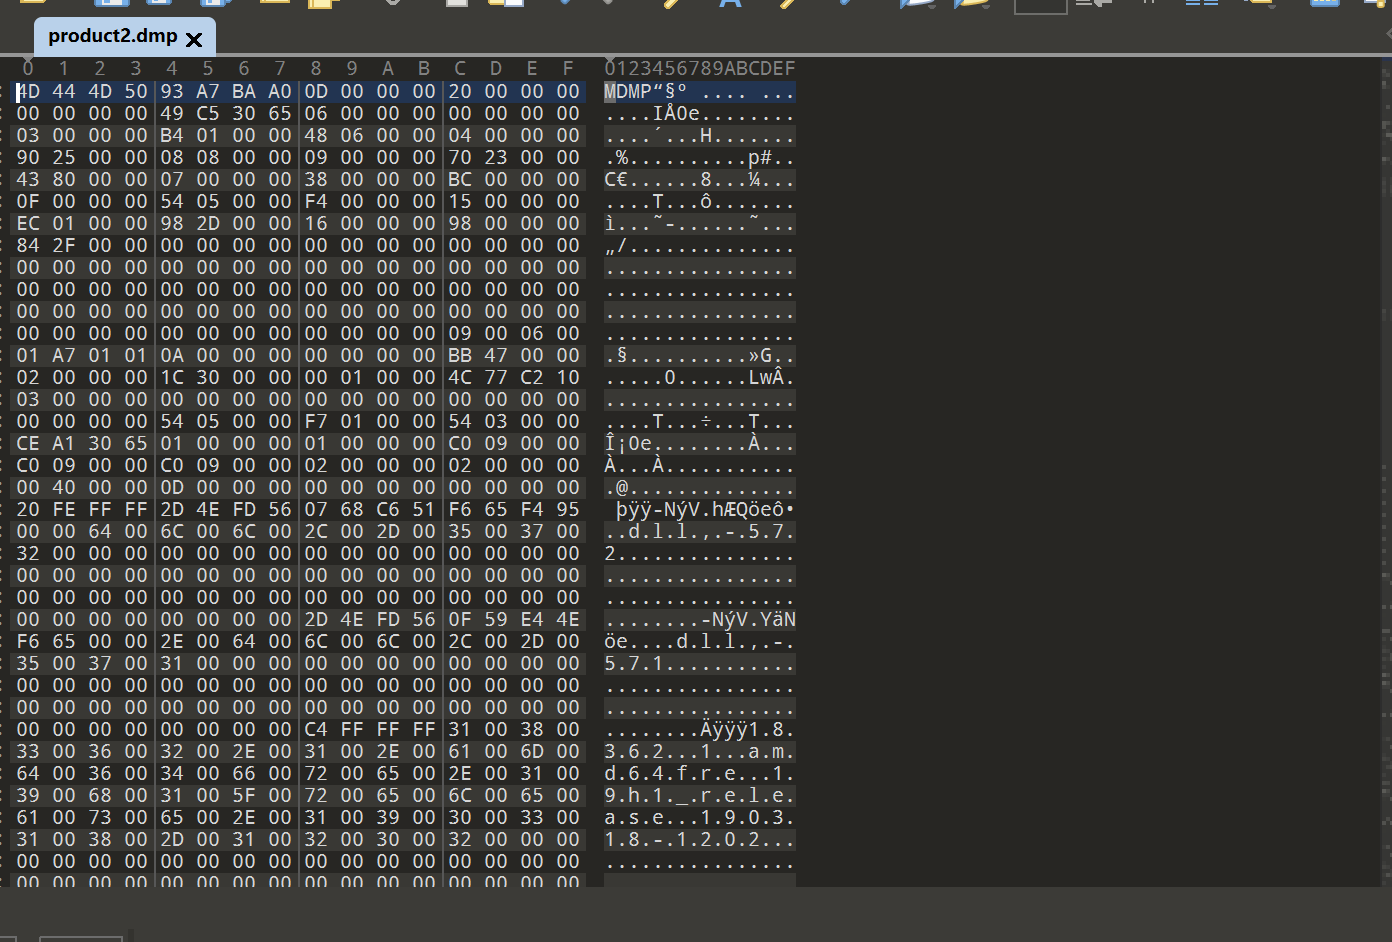 product2.dmp
0 1 2 3 4 5 6 7 8 9 A B C D E F 0123456789ABCDEF
4D 44 4D 50 93 A7 BA A0 0D 00 00 00 20 00 00 00 MDMP“§º .... ...
00 00 00 00 49 C5 30 65 06 00 00 00 00 00 00 00 ....IÅ0e........
03 00 00 00 B4 01 00 00 48 06 00 00 04 00 00 00 ....´...H.......
90 25 00 00 08 08 00 00 09 00 00 00 70 23 00 00 .%..........p#..
43 80 00 00 07 00 00 00 38 00 00 00 BC 00 00 00 C€......8...¼...
0F 00 00 00 54 05 00 00 F4 00 00 00 15 00 00 00 ....T...ô.......
EC 01 00 00 98 2D 00 00 16 00 00 00 98 00 00 00 ì...˜-......˜...
84 2F 00 00 00 00 00 00 00 00 00 00 00 00 00 00 „/..............
00 00 00 00 00 00 00 00 00 00 00 00 00 00 00 00 ................
00 00 00 00 00 00 00 00 00 00 00 00 00 00 00 00 ................
00 00 00 00 00 00 00 00 00 00 00 00 00 00 00 00 ................
00 00 00 00 00 00 00 00 00 00 00 00 09 00 06 00 ................
01 A7 01 01 0A 00 00 00 00 00 00 00 BB 47 00 00 .§..........»G..
02 00 00 00 1C 30 00 00 00 01 00 00 4C 77 C2 10 .....0......LwÂ.
03 00 00 00 00 00 00 00 00 00 00 00 00 00 00 00 ................
00 00 00 00 54 05 00 00 F7 01 00 00 54 03 00 00 ....T...÷...T...
CE A1 30 65 01 00 00 00 01 00 00 00 C0 09 00 00 Î¡0e........À...
C0 09 00 00 C0 09 00 00 02 00 00 00 02 00 00 00 À...À...........
00 40 00 00 0D 00 00 00 00 00 00 00 00 00 00 00 .@..............
20 FE FF FF 2D 4E FD 56 07 68 C6 51 F6 65 F4 95 þÿÿ-NýV.hÆQöeô•
00 00 64 00 6C 00 6C 00 2C 00 2D 00 35 00 37 00 ..d.l.l.,.-.5.7.
32 00 00 00 00 00 00 00 00 00 00 00 00 00 00 00 2...............
00 00 00 00 00 00 00 00 00 00 00 00 00 00 00 00 ................
00 00 00 00 00 00 00 00 00 00 00 00 00 00 00 00 ................
00 00 00 00 00 00 00 00 2D 4E FD 56 0F 59 E4 4E ........-NýV.YäN
F6 65 00 00 2E 00 64 00 6C 00 6C 00 2C 00 2D 00 öe....d.l.l.,.-.
35 00 37 00 31 00 00 00 00 00 00 00 00 00 00 00 5.7.1...........
00 00 00 00 00 00 00 00 00 00 00 00 00 00 00 00 ................
00 00 00 00 00 00 00 00 00 00 00 00 00 00 00 00 ................
00 00 00 00 00 00 00 00 C4 FF FF FF 31 00 38 00 ........Äÿÿÿ1.8.
33 00 36 00 32 00 2E 00 31 00 2E 00 61 00 6D 00 3.6.2...1...a.m.
64 00 36 00 34 00 66 00 72 00 65 00 2E 00 31 00 d.6.4.f.r.e...1.
39 00 68 00 31 00 5F 00 72 00 65 00 6C 00 65 00 9.h.1._.r.e.l.e.
61 00 73 00 65 00 2E 00 31 00 39 00 30 00 33 00 a.s.e...1.9.0.3.
31 00 38 00 2D 00 31 00 32 00 30 00 32 00 00 00 1.8.-.1.2.0.2...
00 00 00 00 00 00 00 00 00 00 00 00 00 00 00 00 ................
00 00 00 00 00 00 00 00 00 00 00 00 00 00 00 00